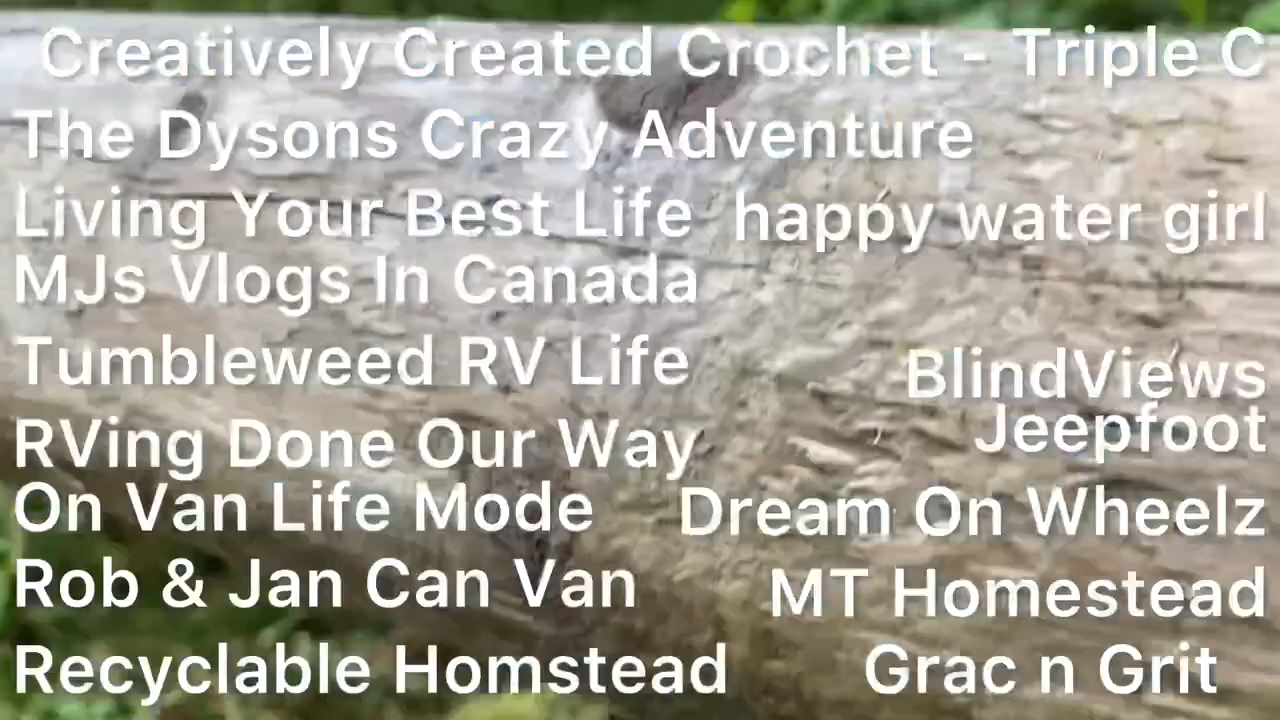 Creatively Created Crochet - Triple C
The Dysons Crazy Adventure
Living Your Best Life
happy water girl
MJs Vlogs In Canada
Tumbleweed RV Life
BlindViews
Jeepfoot
RVing Done Our Way
On Van Life Mode
Dream On Wheelz
Rob & Jan Can Van
MT Homestead
Recyclable Homstead
Grac n Grit